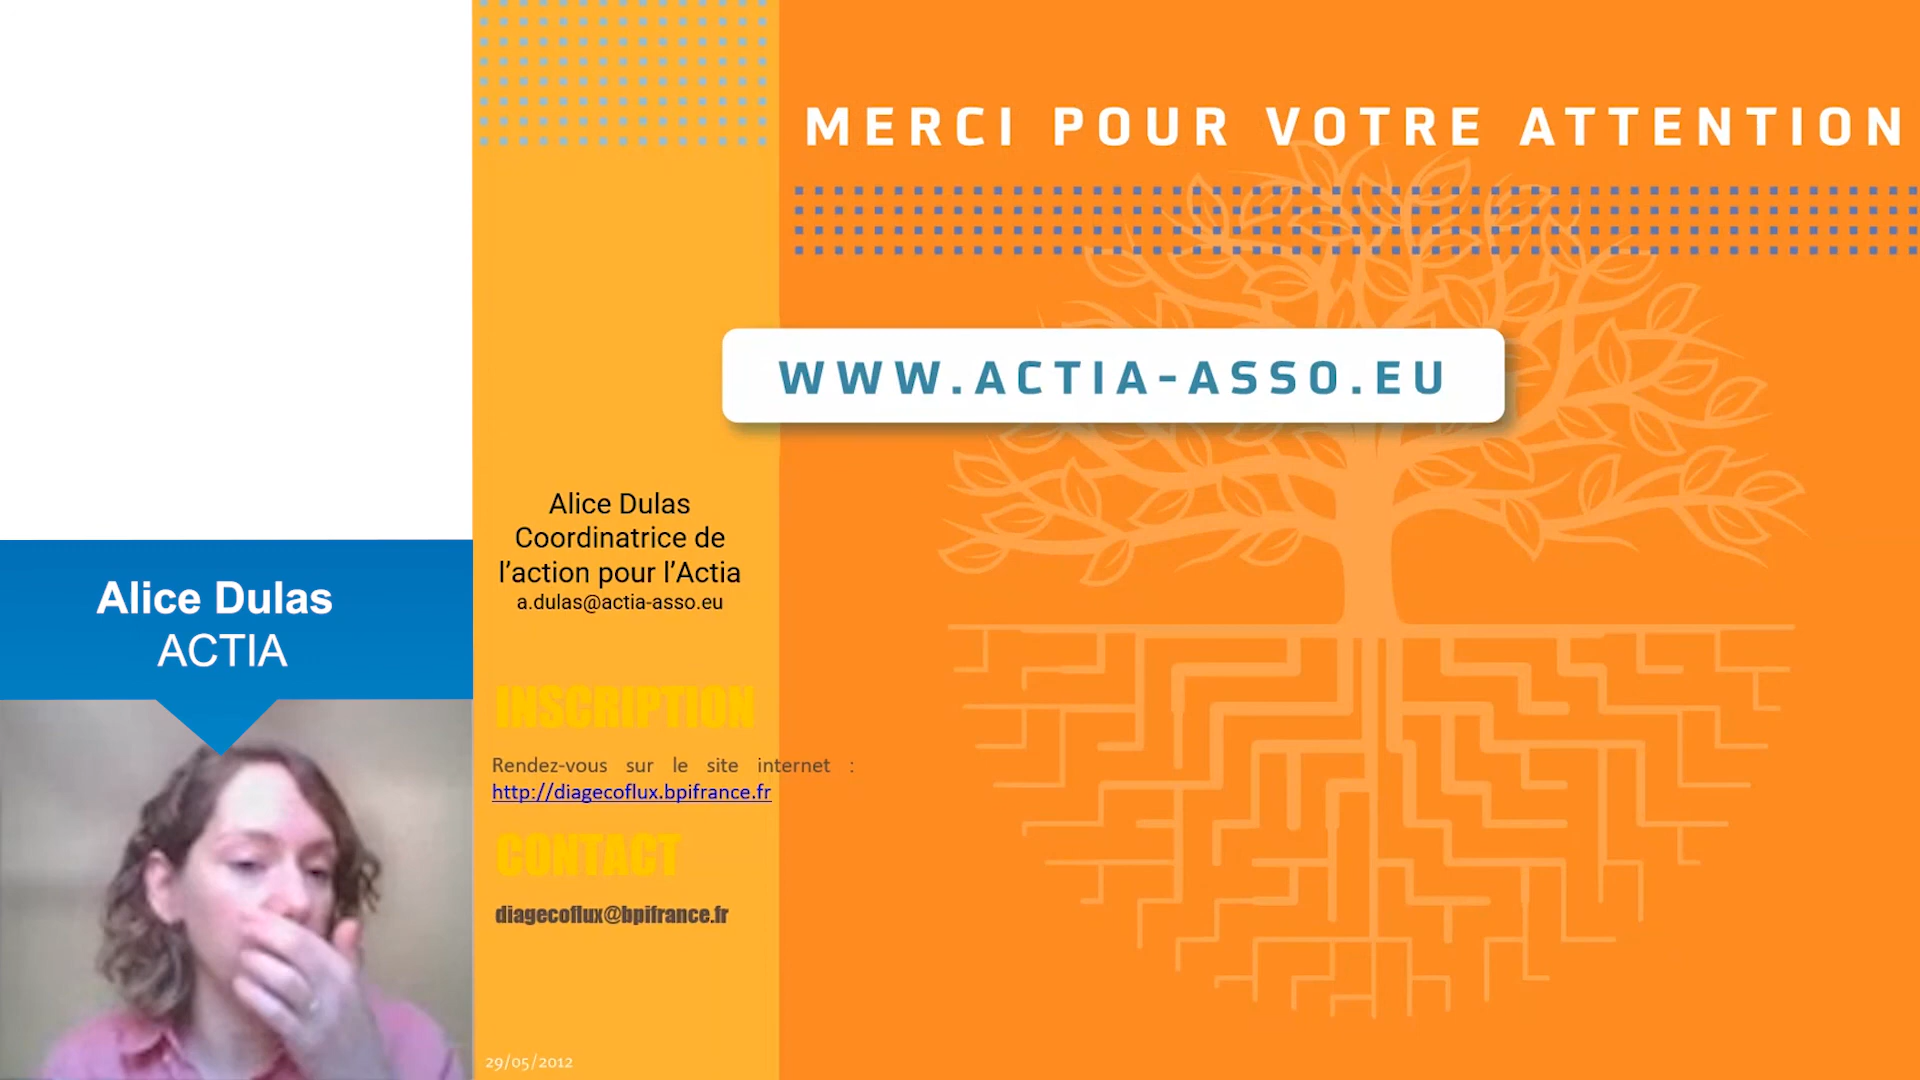 MERCI POUR VOTRE ATTENTION
WWW.ACTIA-ASSO.EU
Alice Dulas
Coordinatrice de
l’action pour l’Actia
a.dulas@actia-asso.eu
Alice Dulas
ACTIA
INSCRIPTION
Rendez-vous sur le site internet :
http://diagecoflux.bpifrance.fr
CONTACT
diagecoflux@bpifrance.fr
29/05/2012